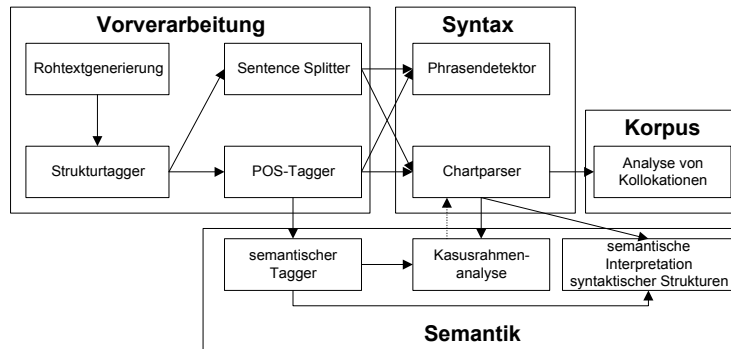 Vorverarbeitung
Syntax
Rohtextgenerierung
Sentence Splitter
Phrasendetektor
Korpus
Strukturtagger
POS-Tagger
Chartparser
Analyse von
Kollokationen
semantischer
Tagger
Kasusrahmen-
analyse
semantische
Interpretation
syntaktischer Strukturen
Semantik